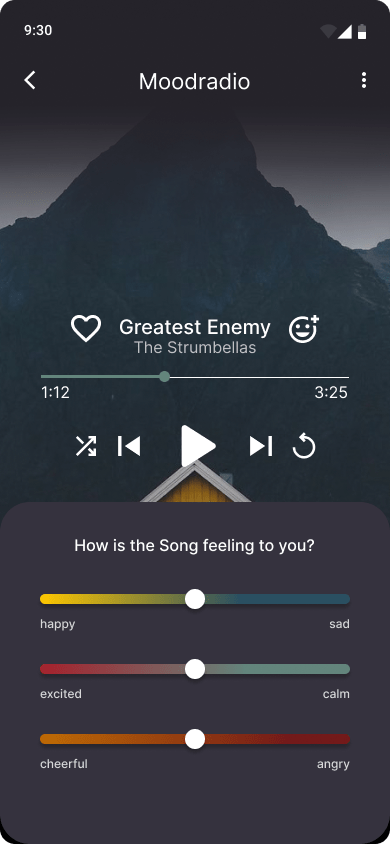 9:30
Moodradio
Greatest Enemy
The Strumbellas
1:12 3:25
How is the Song feeling to you?
happy sad
excited calm
cheerful angry